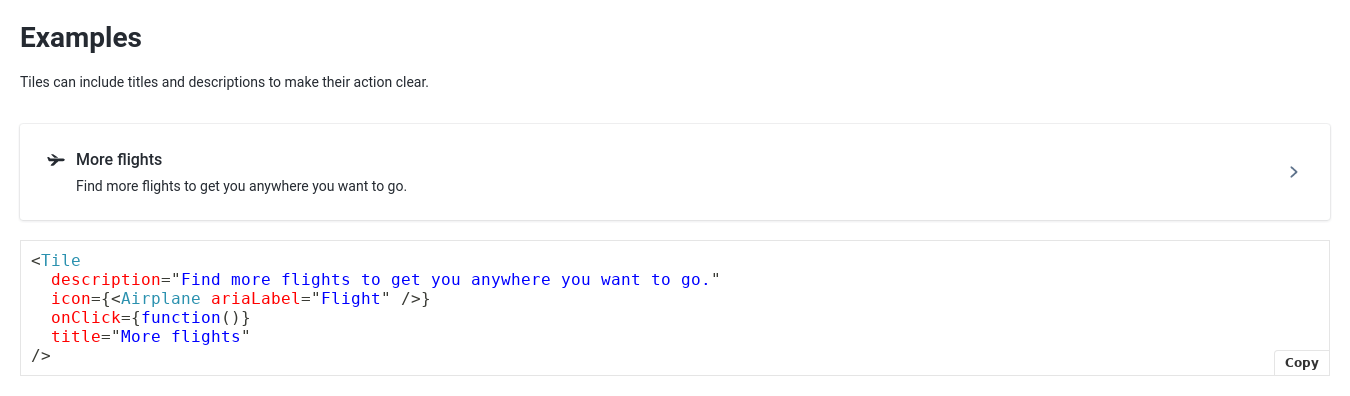 Examples
Tiles can include titles and descriptions to make their action clear.
More flights
Find more flights to get you anywhere you want to go.
<Tile
  description="Find more flights to get you anywhere you want to go."
  icon={<Airplane ariaLabel="Flight" />}
  onClick={function()}
  title="More flights"
/>
Copy